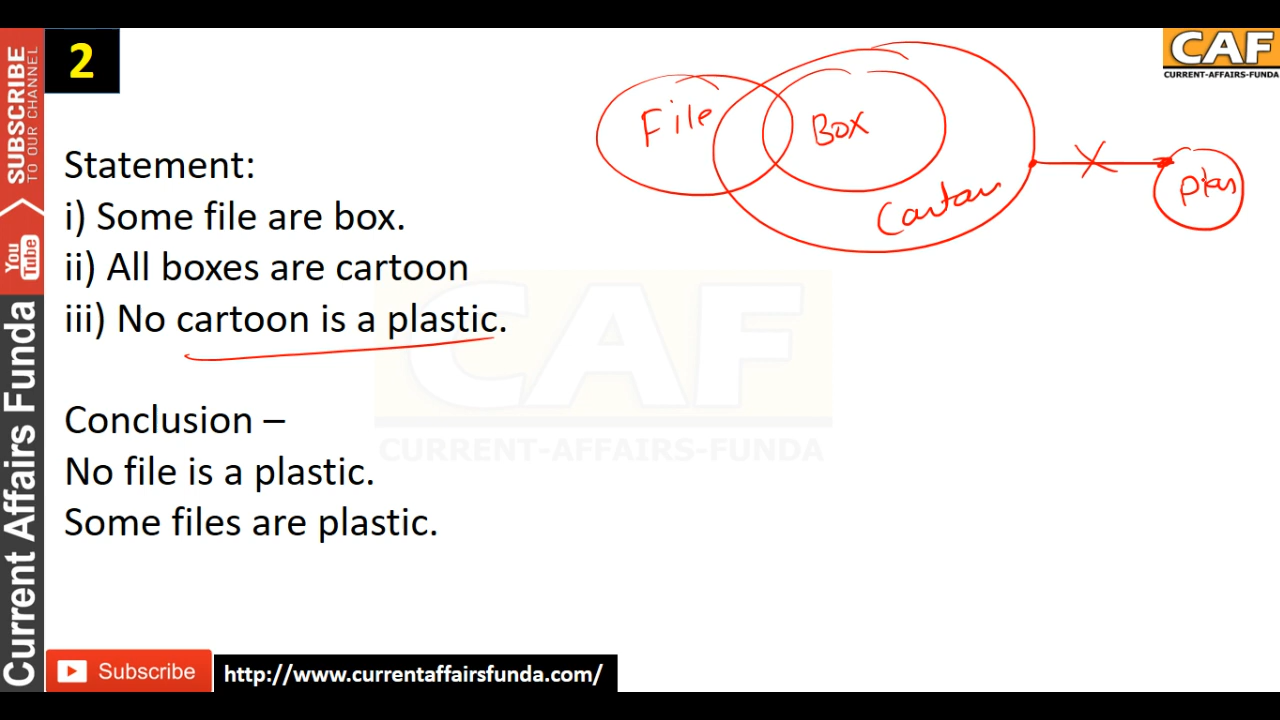 2
CAF
CURRENT-AFFAIRS-FUNDA
SUBSCRIBE
TO OUR CHANNEL
You
Tube
Current Affairs Funda
File
Box
Statement:
i) Some file are box.
ii) All boxes are cartoon
iii) No cartoon is a plastic.
CAF
CURRENT-AFFAIRS-FUNDA
Conclusion –
No file is a plastic.
Some files are plastic.
Subscribe
http://www.currentaffairsfunda.com/